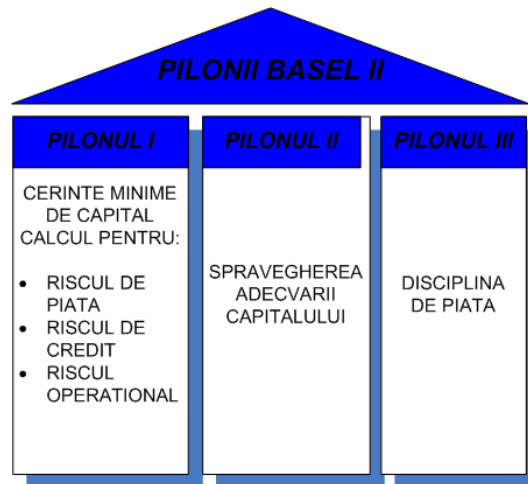 PILONII BASEL II
PILONUL I
CERINTE MINIME
DE CAPITAL
CALCUL PENTRU:
• RISCUL DE
PIATA
• RISCUL DE
CREDIT
• RISCUL
OPERATIONAL
PILONUL II
SPRAVEGHEREA
ADECVARII
CAPITALULUI
PILONUL III
DISCIPLINA
DE PIATA